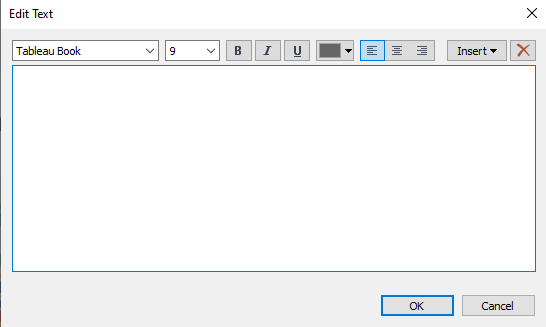 Edit Text
Tableau Book 9 B I U Insert
OK Cancel